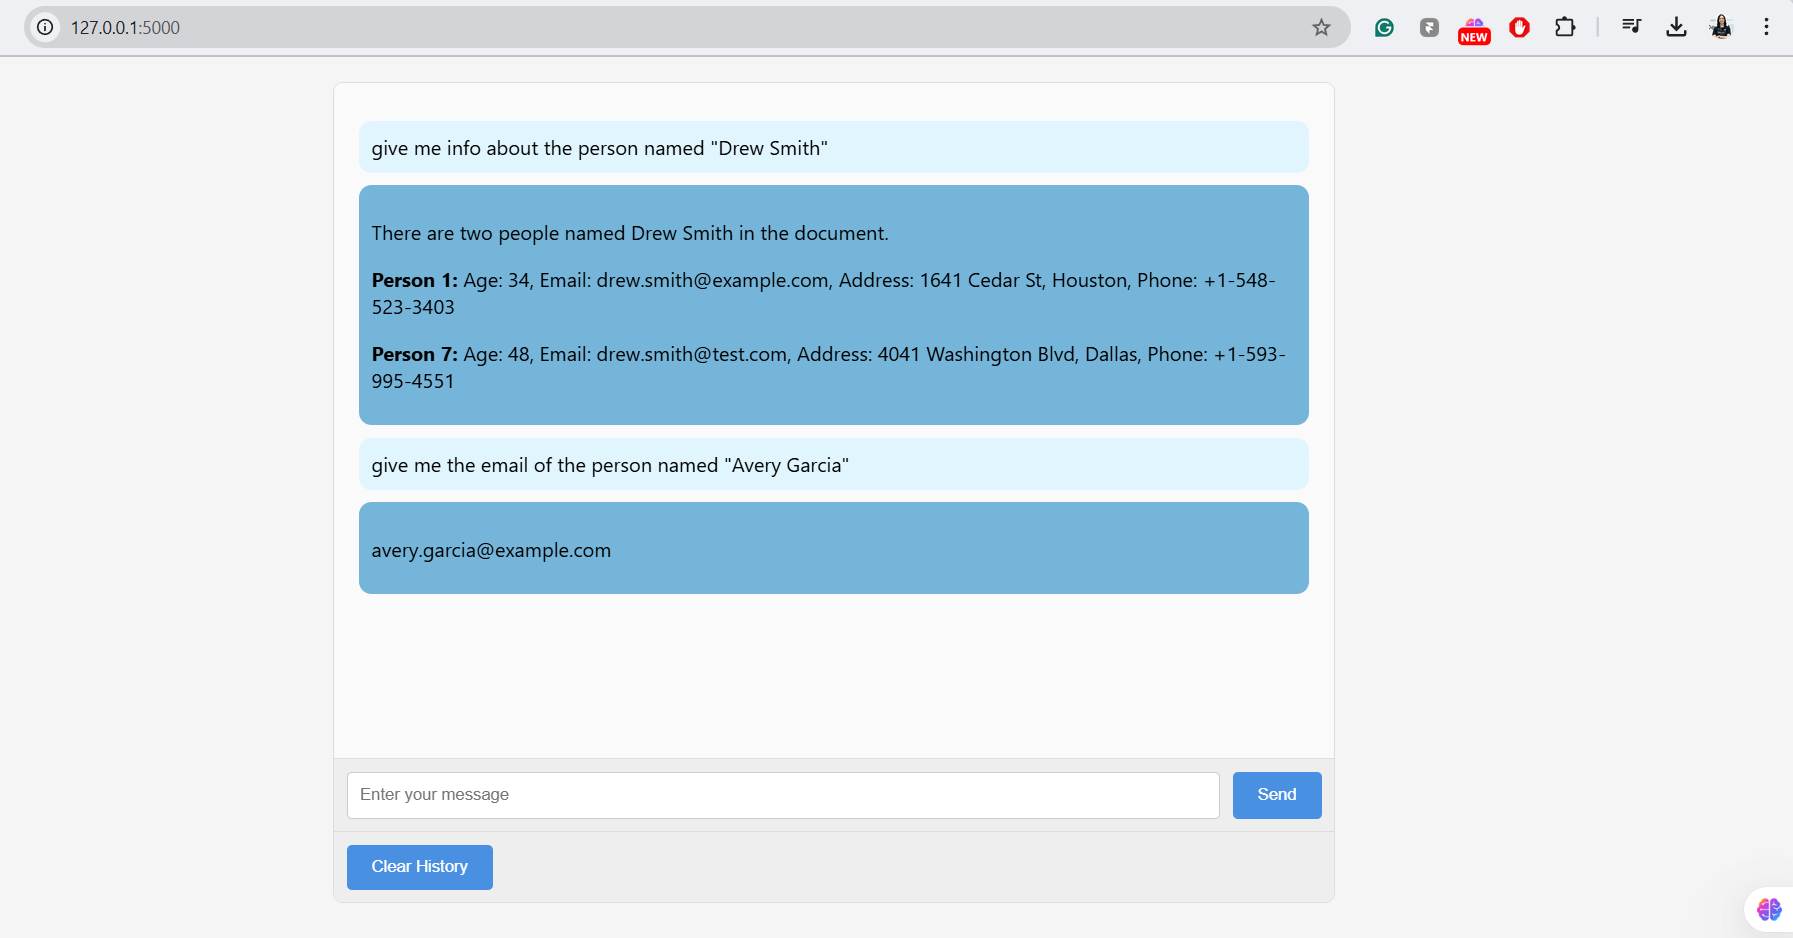 127.0.0.1:5000
NEW
give me info about the person named "Drew Smith"
There are two people named Drew Smith in the document.
Person 1: Age: 34, Email: drew.smith@example.com, Address: 1641 Cedar St, Houston, Phone: +1-548-
523-3403
Person 7: Age: 48, Email: drew.smith@test.com, Address: 4041 Washington Blvd, Dallas, Phone: +1-593-
995-4551
give me the email of the person named "Avery Garcia"
avery.garcia@example.com
Enter your message
Send
Clear History